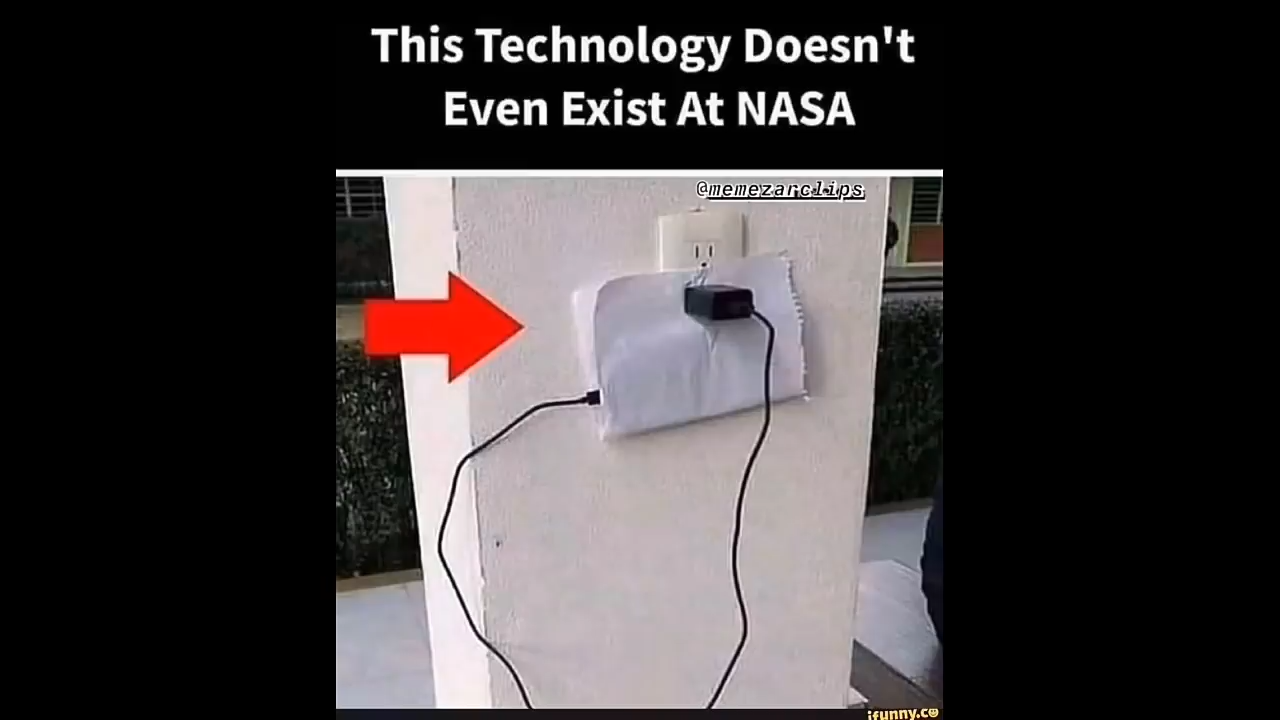 This Technology Doesn't
Even Exist At NASA
@memezarclips
ifunny.co